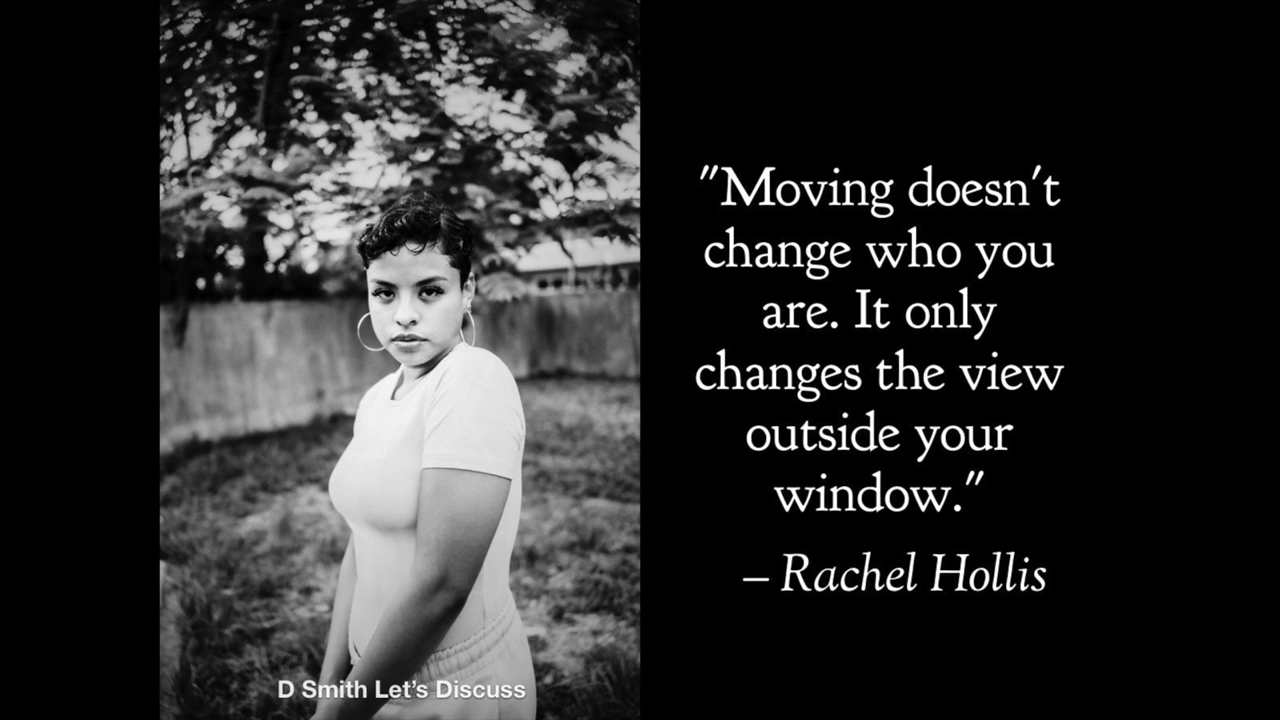 "Moving doesn't
change who you
are. It only
changes the view
outside your
window."
– Rachel Hollis
D Smith Let’s Discuss